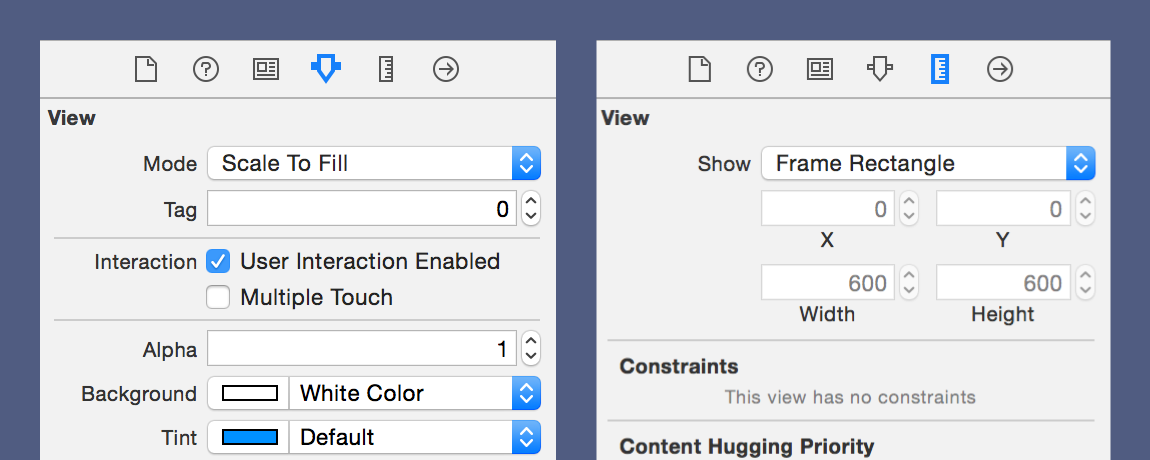 View
Mode Scale To Fill
Tag 0
Interaction User Interaction Enabled
Multiple Touch
Alpha 1
Background White Color
Tint Default
View
Show Frame Rectangle
0 0
X Y
600 600
Width Height
Constraints
This view has no constraints
Content Hugging Priority